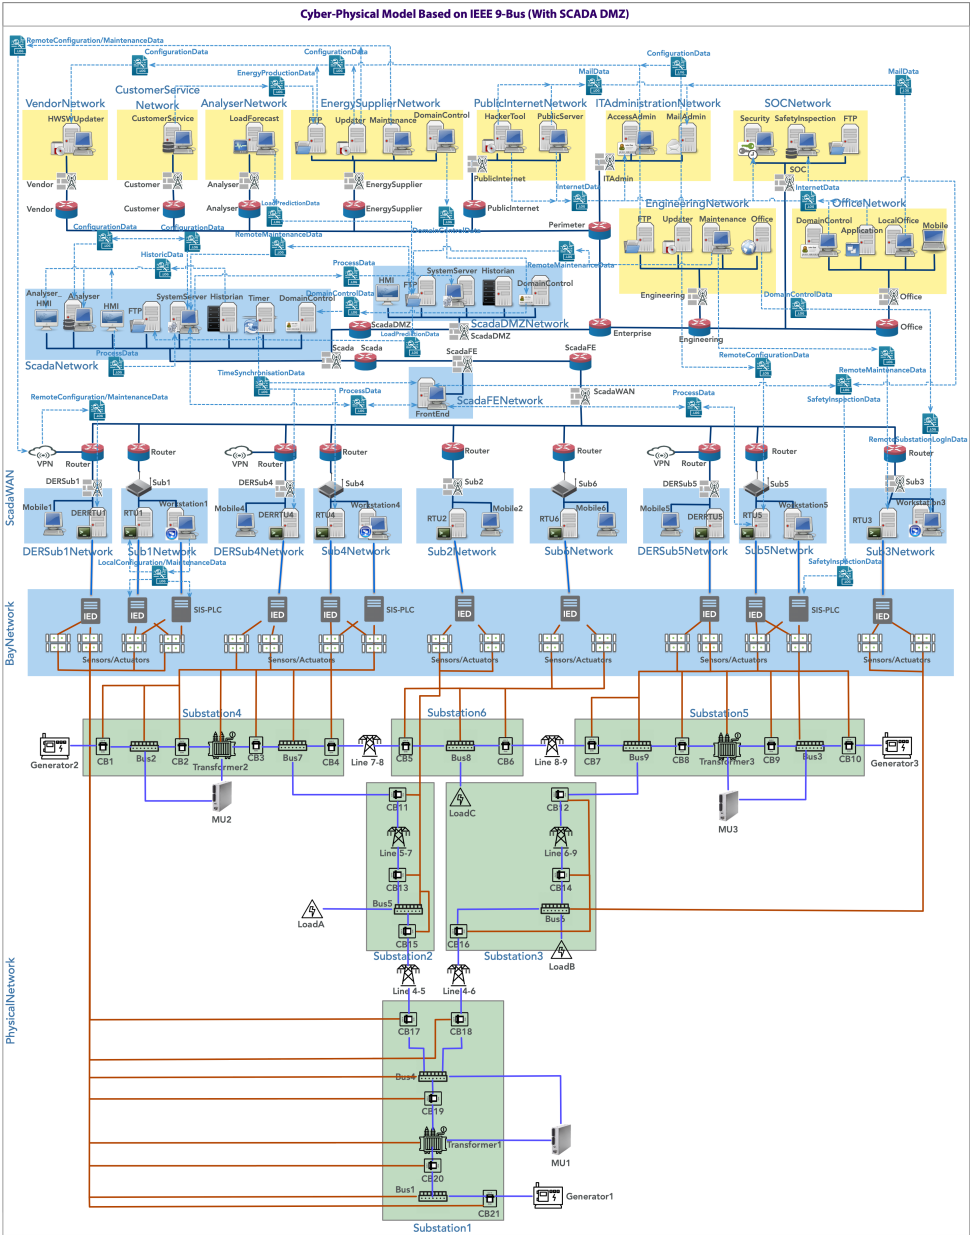 Cyber-Physical Model Based on IEEE 9-Bus (With SCADA DMZ)
RemoteConfiguration/MaintenanceData
ConfigurationData
ConfigurationData
ConfigurationData
EnergyProductionData
MailData
MailData
VendorNetwork
CustomerService
Network
AnalyserNetwork
EnergySupplierNetwork
PublicInternetNetwork
ITAdministrationNetwork
SOCNetwork
HWSWUpdater
CustomerService
LoadForecast
FTP
Updater
Maintenance
DomainControl
HackerTool
PublicServer
AccessAdmin
MailAdmin
Security
SafetyInspection
FTP
Vendor
Customer
Analyser
EnergySupplier
PublicInternet
ITAdmin
SOC
InternetData
InternetData
Vendor
Customer
Analyser
EnergySupplier
PublicInternet
Perimeter
LoadPredictionData
ConfigurationData
ConfigurationData
RemoteMaintenanceData
DomainControlData
HistoricData
ProcessData
RemoteMaintenanceData
EngineeringNetwork
OfficeNetwork
FTP
Updater
Maintenance
Office
DomainControl
Application
LocalOffice
Mobile
Engineering
Office
DomainControlData
Enterprise
Engineering
Office
Analyser_
HMI
Analyser
HMI
FTP
SystemServer
Historian
Timer
DomainControl
DomainControlData
HMI
FTP
SystemServer
Historian
DomainControl
ScadaDMZ
ScadaDMZ
ScadaDMZNetwork
LoadPredictionData
ScadaNetwork
ProcessData
Scada
Scada
ScadaFE
ScadaFE
TimeSynchronisationData
ProcessData
FrontEnd
ScadaFENetwork
ScadaWAN
ProcessData
RemoteConfigurationData
RemoteMaintenanceData
SafetyInspectionData
RemoteSubstationLogInData
RemoteConfiguration/MaintenanceData
ScadaWAN
VPN
Router
Router
VPN
Router
Router
Router
Router
VPN
Router
Router
Router
DERSub1
Sub1
DERSub4
Sub4
Sub2
Sub6
DERSub5
Sub5
Sub3
Mobile1
DERRTU1
RTU1
Workstation1
Mobile4
DERRTU4
RTU4
Workstation4
RTU2
Mobile2
RTU6
Mobile6
Mobile5
DERRTU5
RTU5
Workstation5
RTU3
Workstation3
DERSub1Network
Sub1Network
DERSub4Network
Sub4Network
Sub2Network
Sub6Network
DERSub5Network
Sub5Network
Sub3Network
LocalConfiguration/MaintenanceData
SafetyInspectionData
BayNetwork
IED
IED
SIS-PLC
IED
IED
SIS-PLC
IED
IED
IED
IED
SIS-PLC
IED
Sensors/Actuators
Sensors/Actuators
Sensors/Actuators
Sensors/Actuators
Sensors/Actuators
Sensors/Actuators
Substation4
Substation6
Substation5
Generator2
CB1
Bus2
CB2
Transformer2
CB3
Bus7
CB4
Line 7-8
CB5
Bus8
CB6
Line 8-9
CB7
Bus9
CB8
Transformer3
CB9
Bus3
CB10
Generator3
MU2
LoadC
MU3
CB11
CB12
Line 5-7
Line 6-9
CB13
CB14
Bus5
Bus6
LoadA
CB15
CB16
LoadB
Substation2
Substation3
Line 4-5
Line 4-6
PhysicalNetwork
CB17
CB18
Bus4
CB19
Transformer1
MU1
CB20
Bus1
CB21
Generator1
Substation1